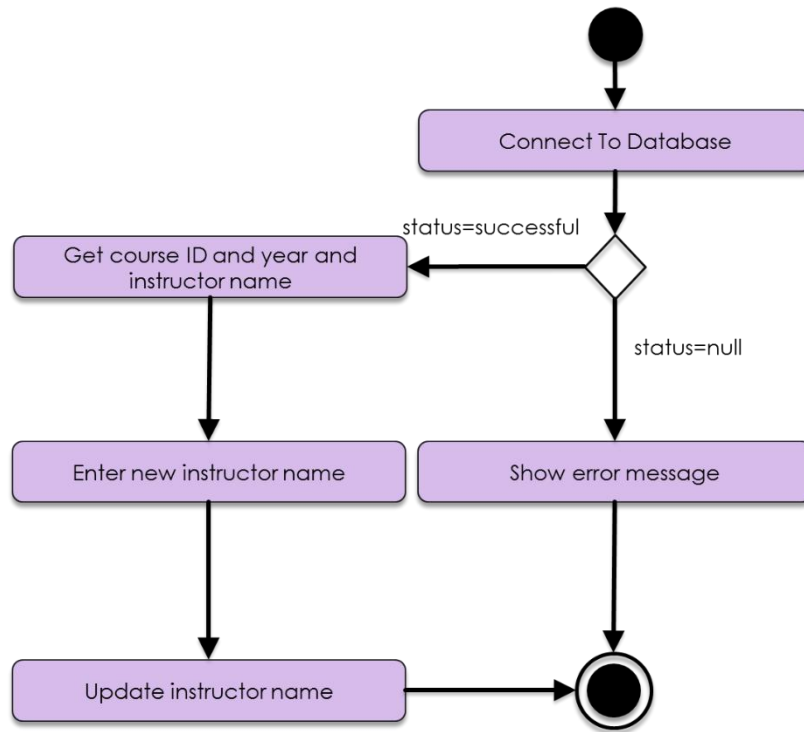 Connect To Database
status=successful
Get course ID and year and
instructor name
status=null
Enter new instructor name
Show error message
Update instructor name